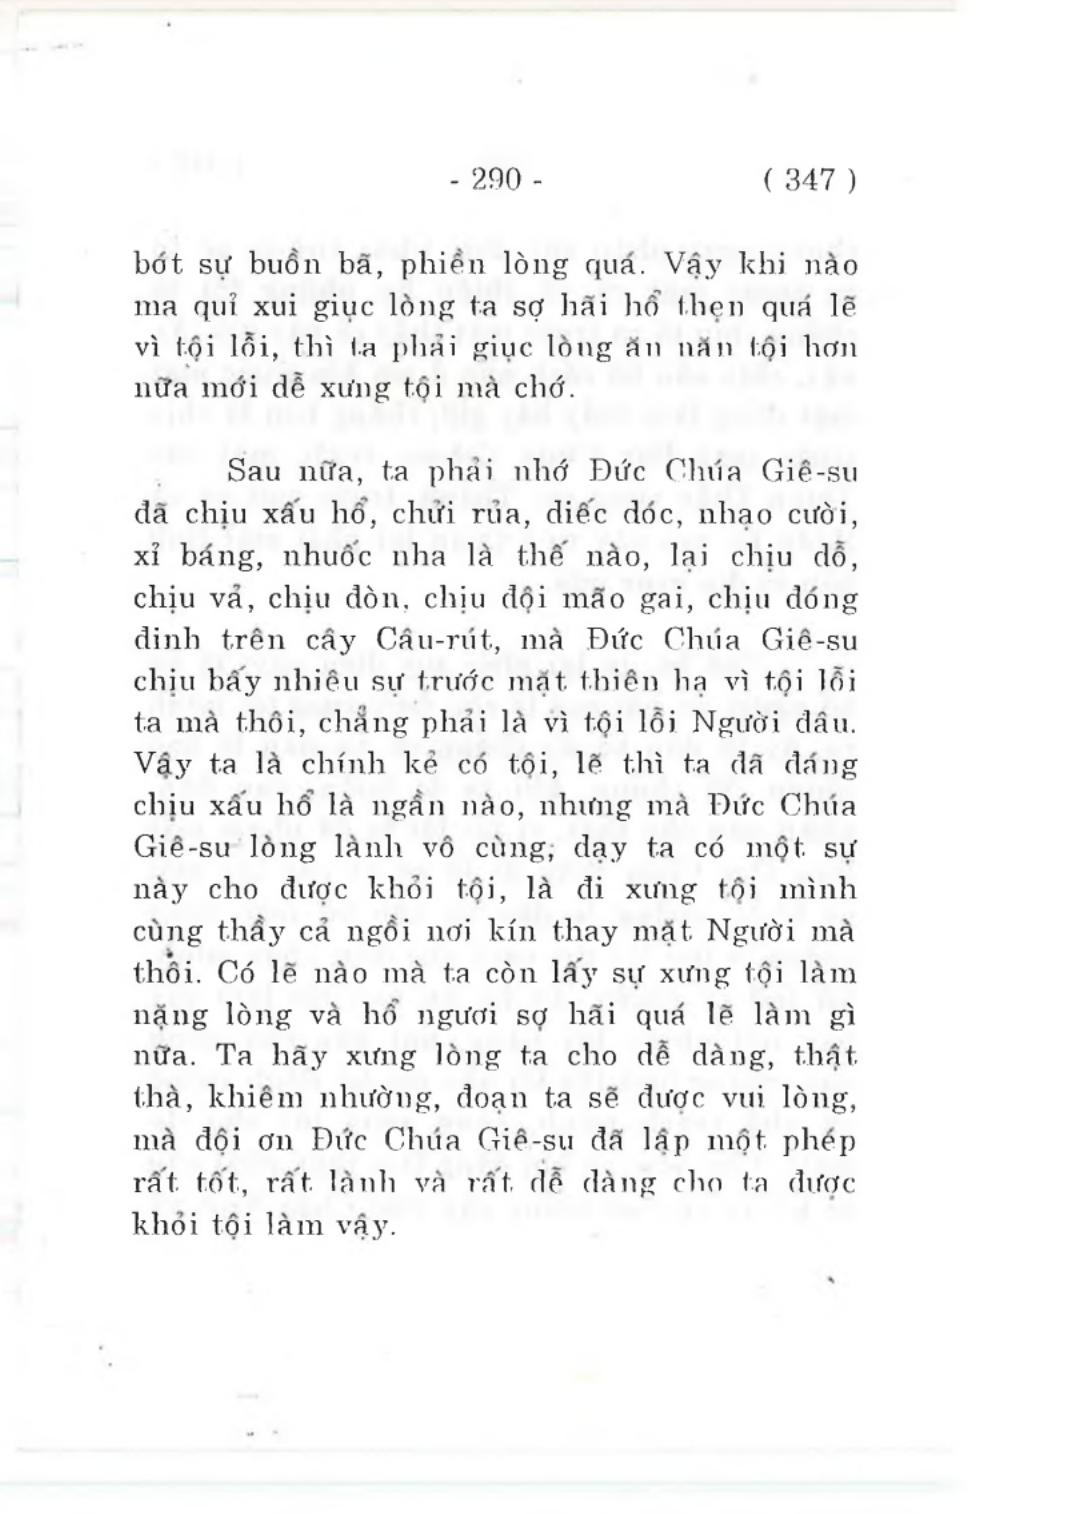 - 290 - ( 347 )
bớt sự buồn bã, phiền lòng quá. Vậy khi nào
ma quỉ xui giục lòng ta sợ hãi hổ thẹn quá lẽ
vì tội lỗi, thì ta phải giục lòng ăn năn tội hơn
nữa mới dễ xưng tội mà chớ.
Sau nữa, ta phải nhớ Đức Chúa Giê-su
đã chịu xấu hổ, chửi rủa, diếc dóc, nhạo cười,
xỉ báng, nhuốc nha là thế nào, lại chịu dỗ,
chịu vả, chịu đòn, chịu đội mão gai, chịu đóng
đinh trên cây Câu-rút, mà Đức Chúa Giê-su
chịu bấy nhiêu sự trước mặt thiên hạ vì tội lỗi
ta mà thôi, chẳng phải là vì tội lỗi Người đâu.
Vậy ta là chính kẻ có tội, lẽ thì ta đã đáng
chịu xấu hổ là ngần nào, nhưng mà Đức Chúa
Giê-su lòng lành vô cùng, dạy ta có một sự
này cho được khỏi tội, là đi xưng tội mình
cùng thầy cả ngồi nơi kín thay mặt Người mà
thôi. Có lẽ nào mà ta còn lấy sự xưng tội làm
nặng lòng và hổ ngươi sợ hãi quá lẽ làm gì
nữa. Ta hãy xưng lòng ta cho dễ dàng, thật
thà, khiêm nhường, đoạn ta sẽ được vui lòng,
mà đội ơn Đức Chúa Giê-su đã lập một phép
rất tốt, rất lành và rất dễ dàng cho ta được
khỏi tội làm vậy.